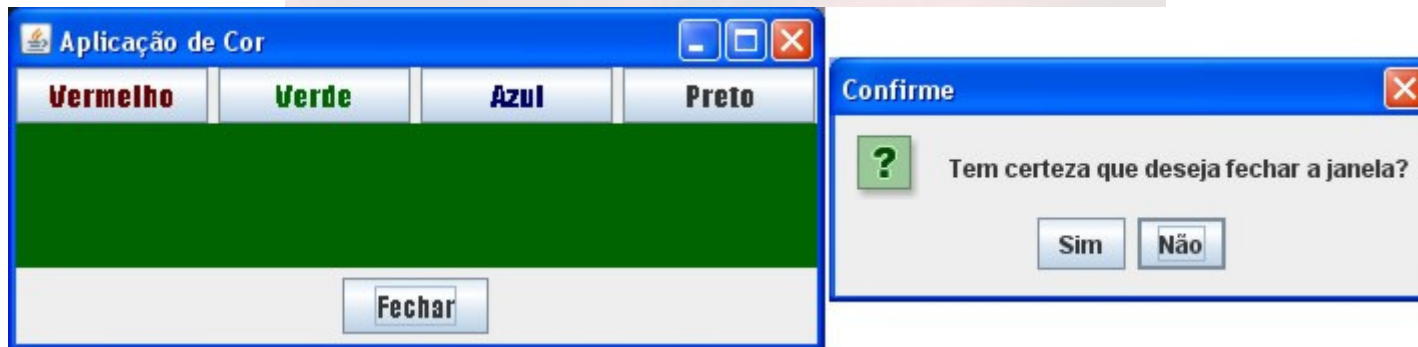 Aplicação de Cor
Vermelho Verde Azul Preto
Fechar
Confirme
? Tem certeza que deseja fechar a janela?
Sim Não